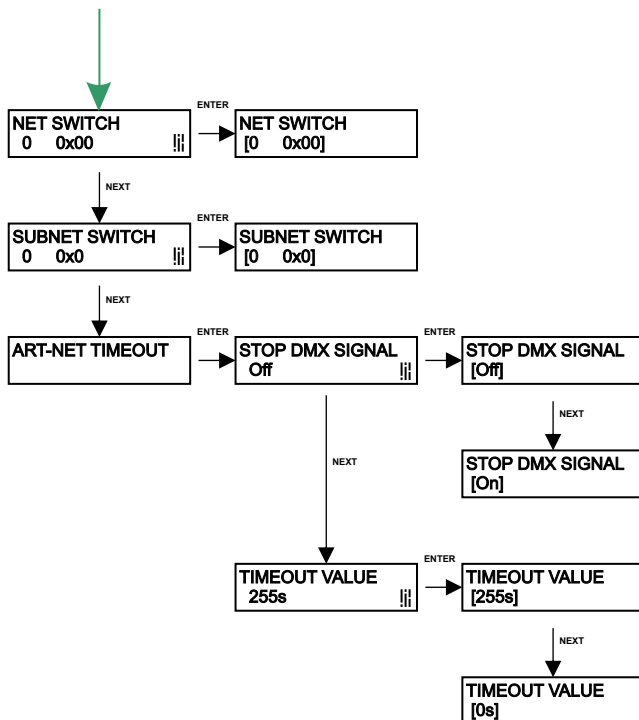 ENTER
NET SWITCH
0 0x00
NET SWITCH
[0 0x00]
NEXT
ENTER
SUBNET SWITCH
0 0x0
SUBNET SWITCH
[0 0x0]
NEXT
ENTER
ENTER
ART-NET TIMEOUT
STOP DMX SIGNAL
Off
STOP DMX SIGNAL
[Off]
NEXT
NEXT
STOP DMX SIGNAL
[On]
ENTER
TIMEOUT VALUE
255s
TIMEOUT VALUE
[255s]
NEXT
TIMEOUT VALUE
[0s]